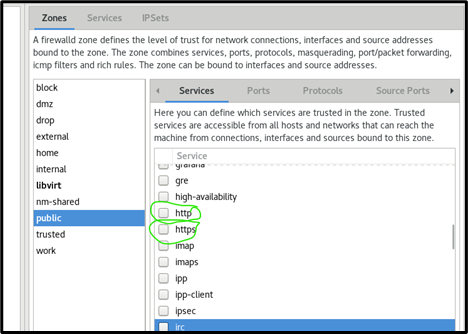 Zones Services IPSets
A firewalld zone defines the level of trust for network connections, interfaces and source addresses
bound to the zone. The zone combines services, ports, protocols, masquerading, port/packet forwarding,
icmp filters and rich rules. The zone can be bound to interfaces and source addresses.
block
dmz
drop
external
home
internal
libvirt
nm-shared
public
trusted
work
Services Ports Protocols Source Ports
Here you can define which services are trusted in the zone. Trusted
services are accessible from all hosts and networks that can reach the
machine from connections, interfaces and sources bound to this zone.
Service
grafana
gre
high-availability
http
https
imap
imaps
ipp
ipp-client
ipsec
irc